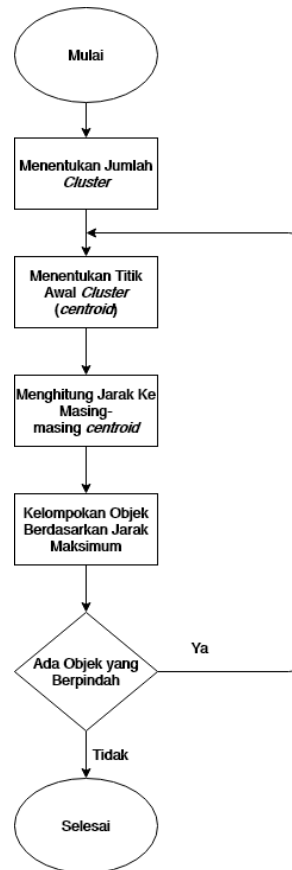 Mulai
Menentukan Jumlah
Cluster
Menentukan Titik
Awal Cluster
(centroid)
Menghitung Jarak Ke
Masing-
masing centroid
Kelompokan Objek
Berdasarkan Jarak
Maksimum
Ada Objek yang
Berpindah
Ya
Tidak
Selesai